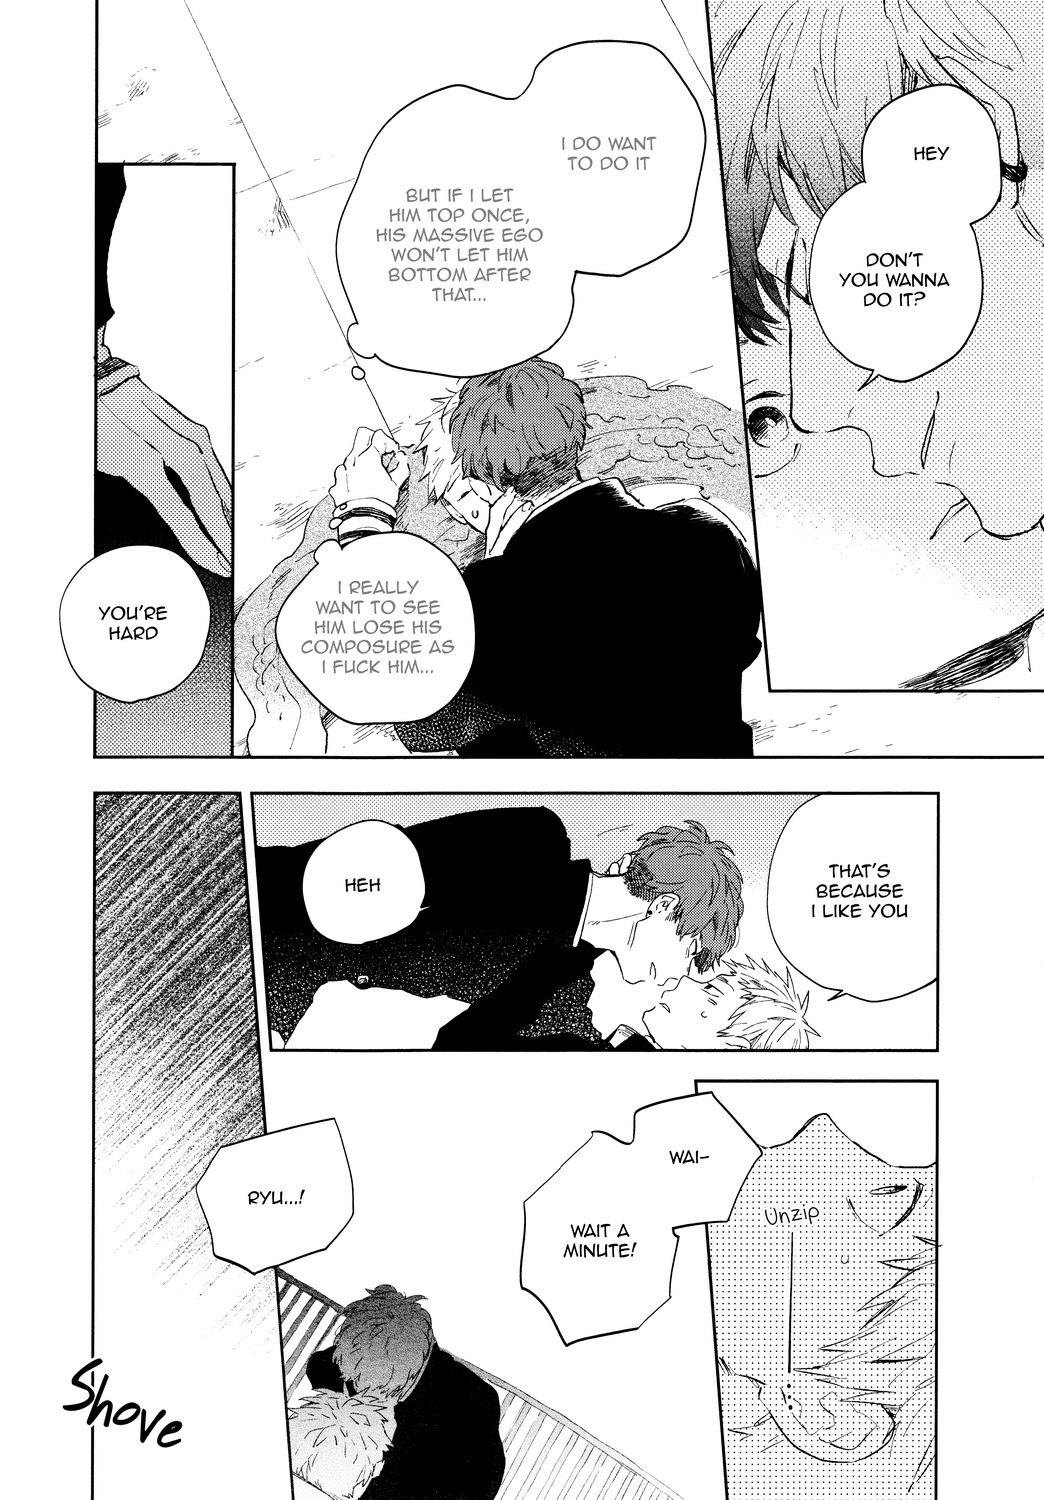 HEY
DON'T
YOU WANNA
DO IT?
I DO WANT
TO DO IT
BUT IF I LET
HIM TOP ONCE,
HIS MASSIVE EGO
WON'T LET HIM
BOTTOM AFTER
THAT...
I REALLY
WANT TO SEE
HIM LOSE HIS
COMPOSURE AS
I FUCK HIM...
YOU'RE
HARD
THAT'S
BECAUSE
I LIKE YOU
HEH
Unzip
WAI-
WAIT A
MINUTE!
RYU...!
Shove